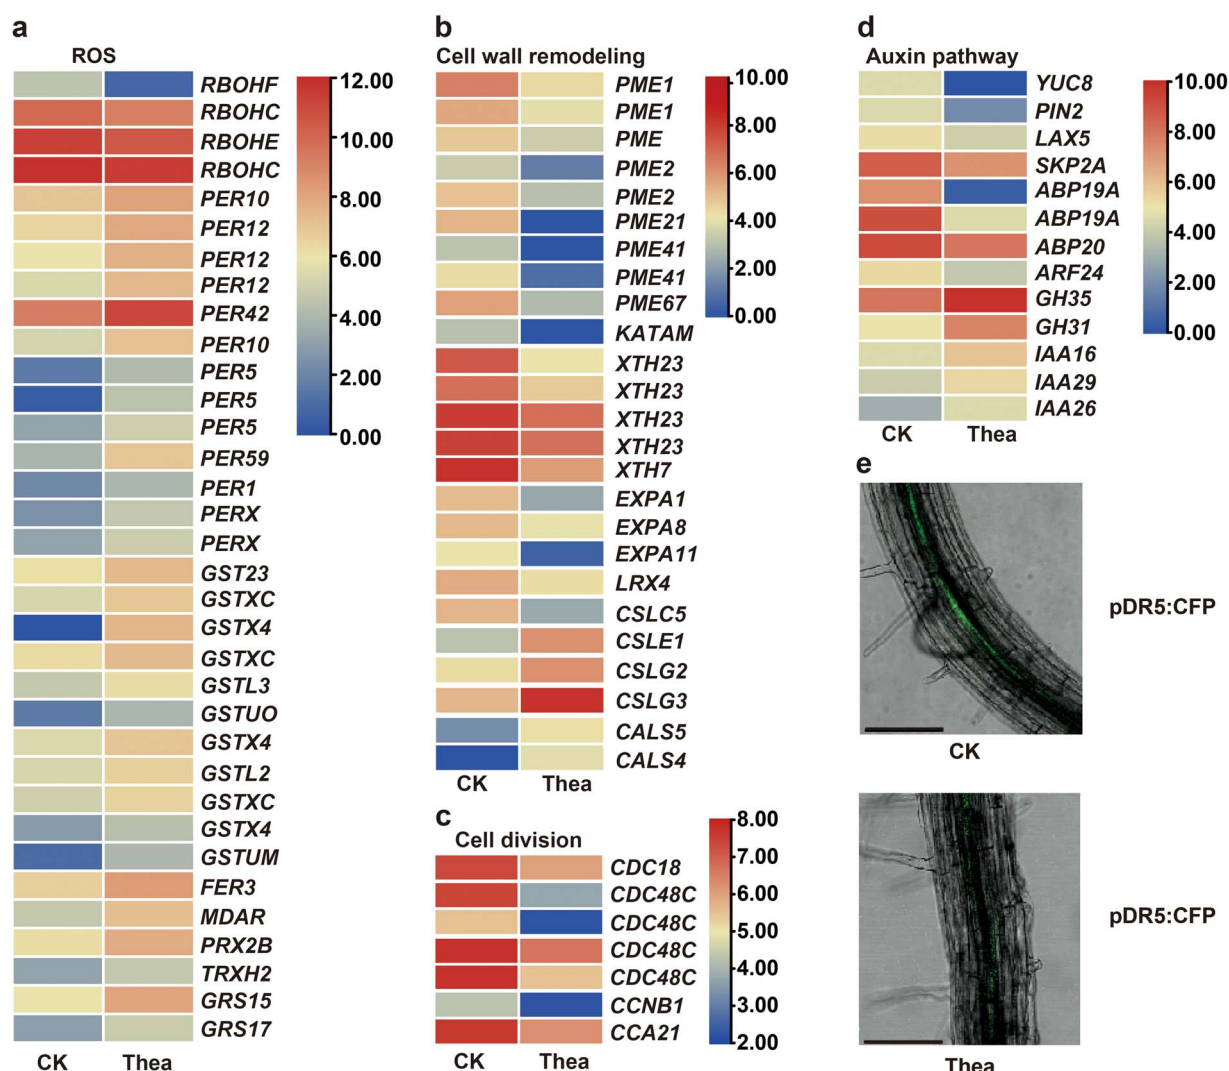 a
ROS
RBOHF
RBOHC
RBOHE
RBOHC
PER10
PER12
PER12
PER12
PER42
PER10
PER5
PER5
PER5
PER59
PER1
PERX
PERX
GST23
GSTXC
GSTX4
GSTXC
GSTL3
GSTUO
GSTX4
GSTL2
GSTXC
GSTX4
GSTUM
FER3
MDAR
PRX2B
TRXH2
GRS15
GRS17
CK Thea
12.00
10.00
8.00
6.00
4.00
2.00
0.00
b
Cell wall remodeling
PME1
PME1
PME
PME2
PME2
PME21
PME41
PME41
PME67
KATAM
XTH23
XTH23
XTH23
XTH23
XTH7
EXPA1
EXPA8
EXPA11
LRX4
CSLC5
CSLE1
CSLG2
CSLG3
CALS5
CALS4
CK Thea
10.00
8.00
6.00
4.00
2.00
0.00
c
Cell division
CDC18
CDC48C
CDC48C
CDC48C
CDC48C
CCNB1
CCA21
CK Thea
8.00
7.00
6.00
5.00
4.00
3.00
2.00
d
Auxin pathway
YUC8
PIN2
LAX5
SKP2A
ABP19A
ABP19A
ABP20
ARF24
GH35
GH31
IAA16
IAA29
IAA26
CK Thea
10.00
8.00
6.00
4.00
2.00
0.00
e
pDR5:CFP
CK
pDR5:CFP
Thea